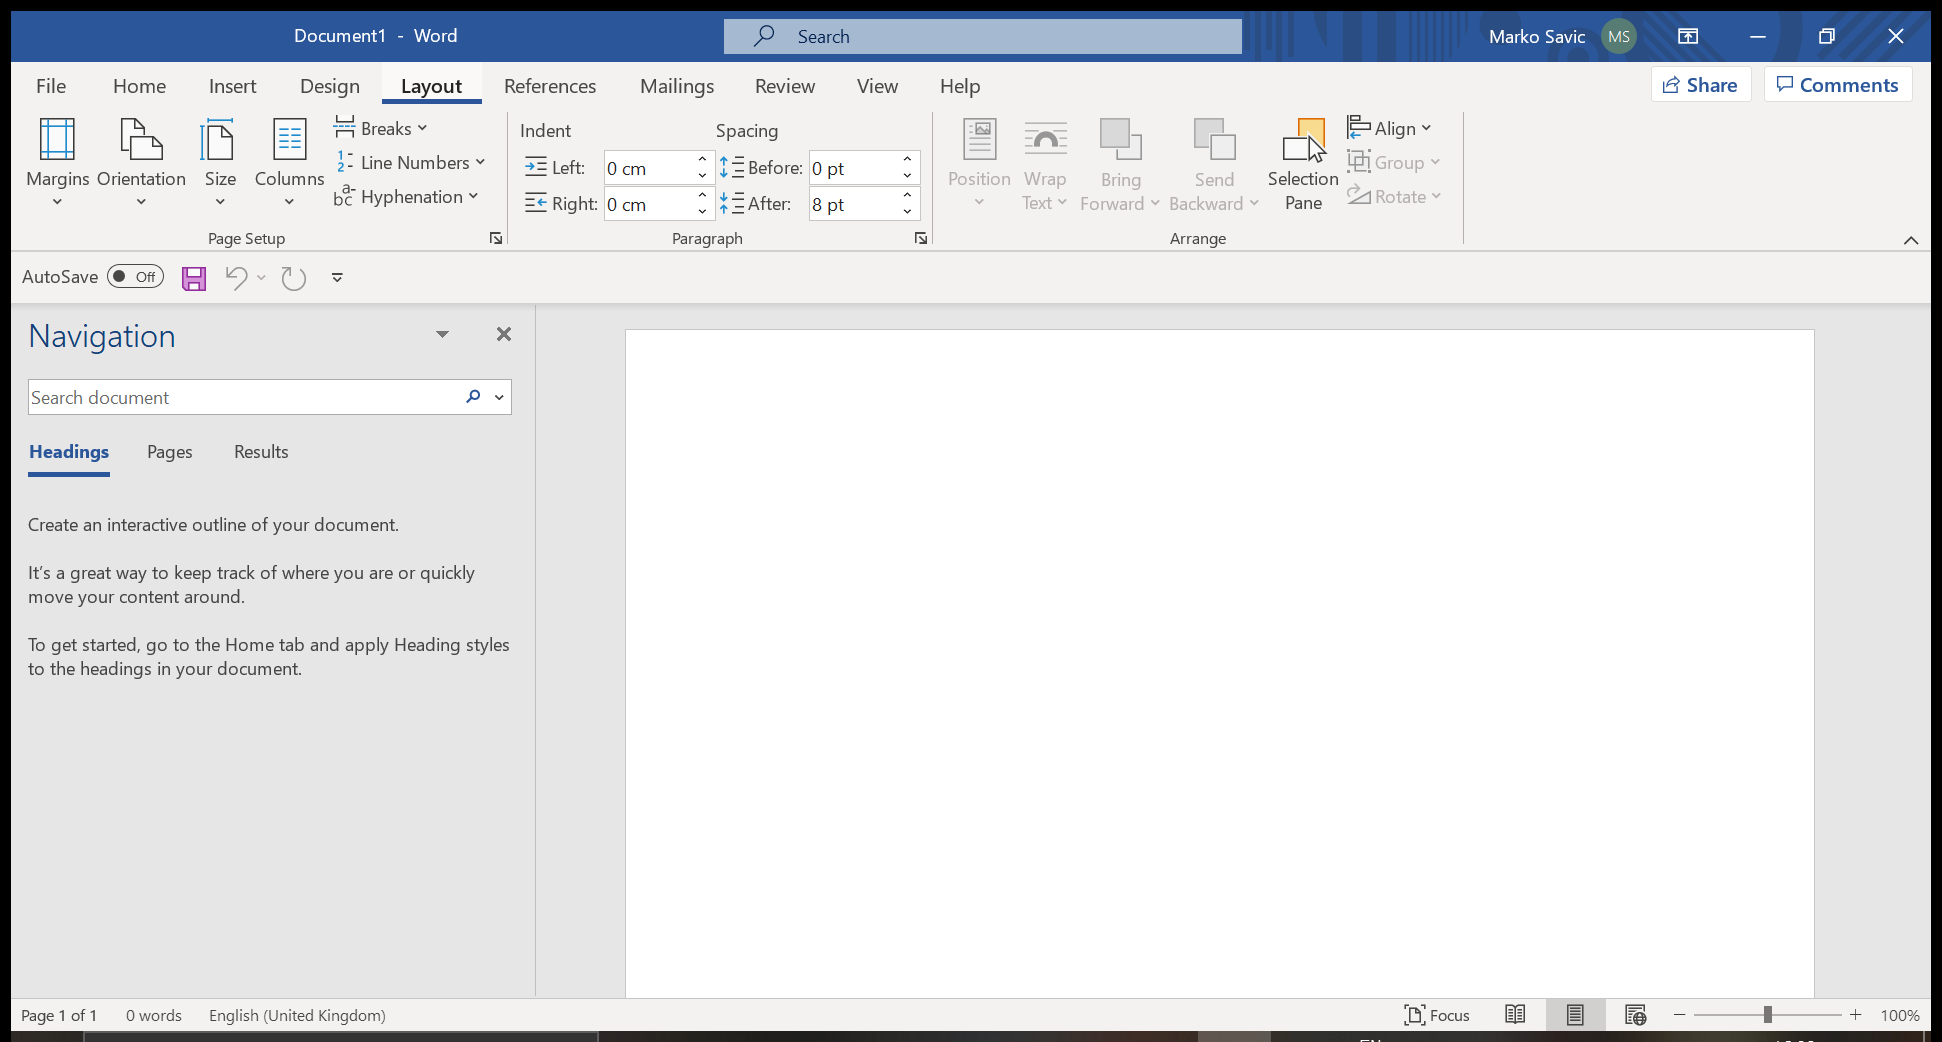 Document1 - Word
Search
Marko Savic
MS
File Home Insert Design Layout References Mailings Review View Help
Share
Comments
Margins
Orientation
Size
Columns
Breaks
1
2
Line Numbers
a-
bc
Hyphenation
Page Setup
Indent
Left: 0 cm
Right: 0 cm
Spacing
Before: 0 pt
After: 8 pt
Paragraph
Position
Wrap
Text
Bring
Forward
Send
Backward
Selection
Pane
Align
Group
Rotate
Arrange
AutoSave Off
Navigation
Search document
Headings Pages Results
Create an interactive outline of your document.
It's a great way to keep track of where you are or quickly
move your content around.
To get started, go to the Home tab and apply Heading styles
to the headings in your document.
Page 1 of 1 0 words English (United Kingdom)
Focus
100%